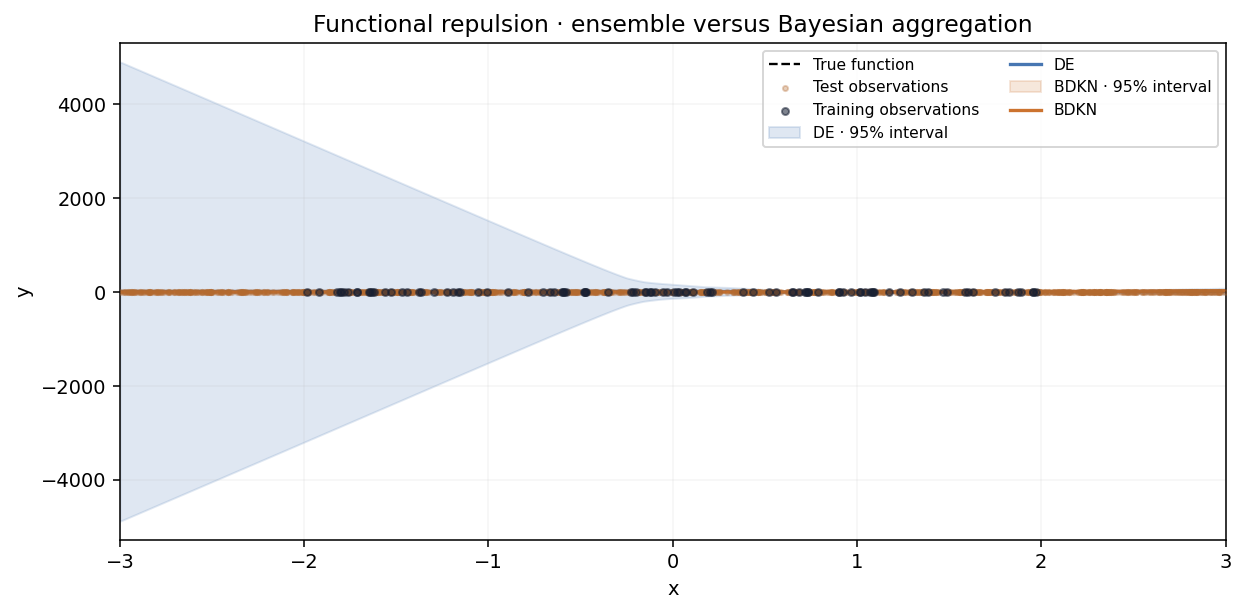 Functional repulsion · ensemble versus Bayesian aggregation
True function
Test observations
Training observations
DE · 95% interval
DE
BDKN · 95% interval
BDKN
y
4000
2000
0
−2000
−4000
−3
−2
−1
0
1
2
3
x